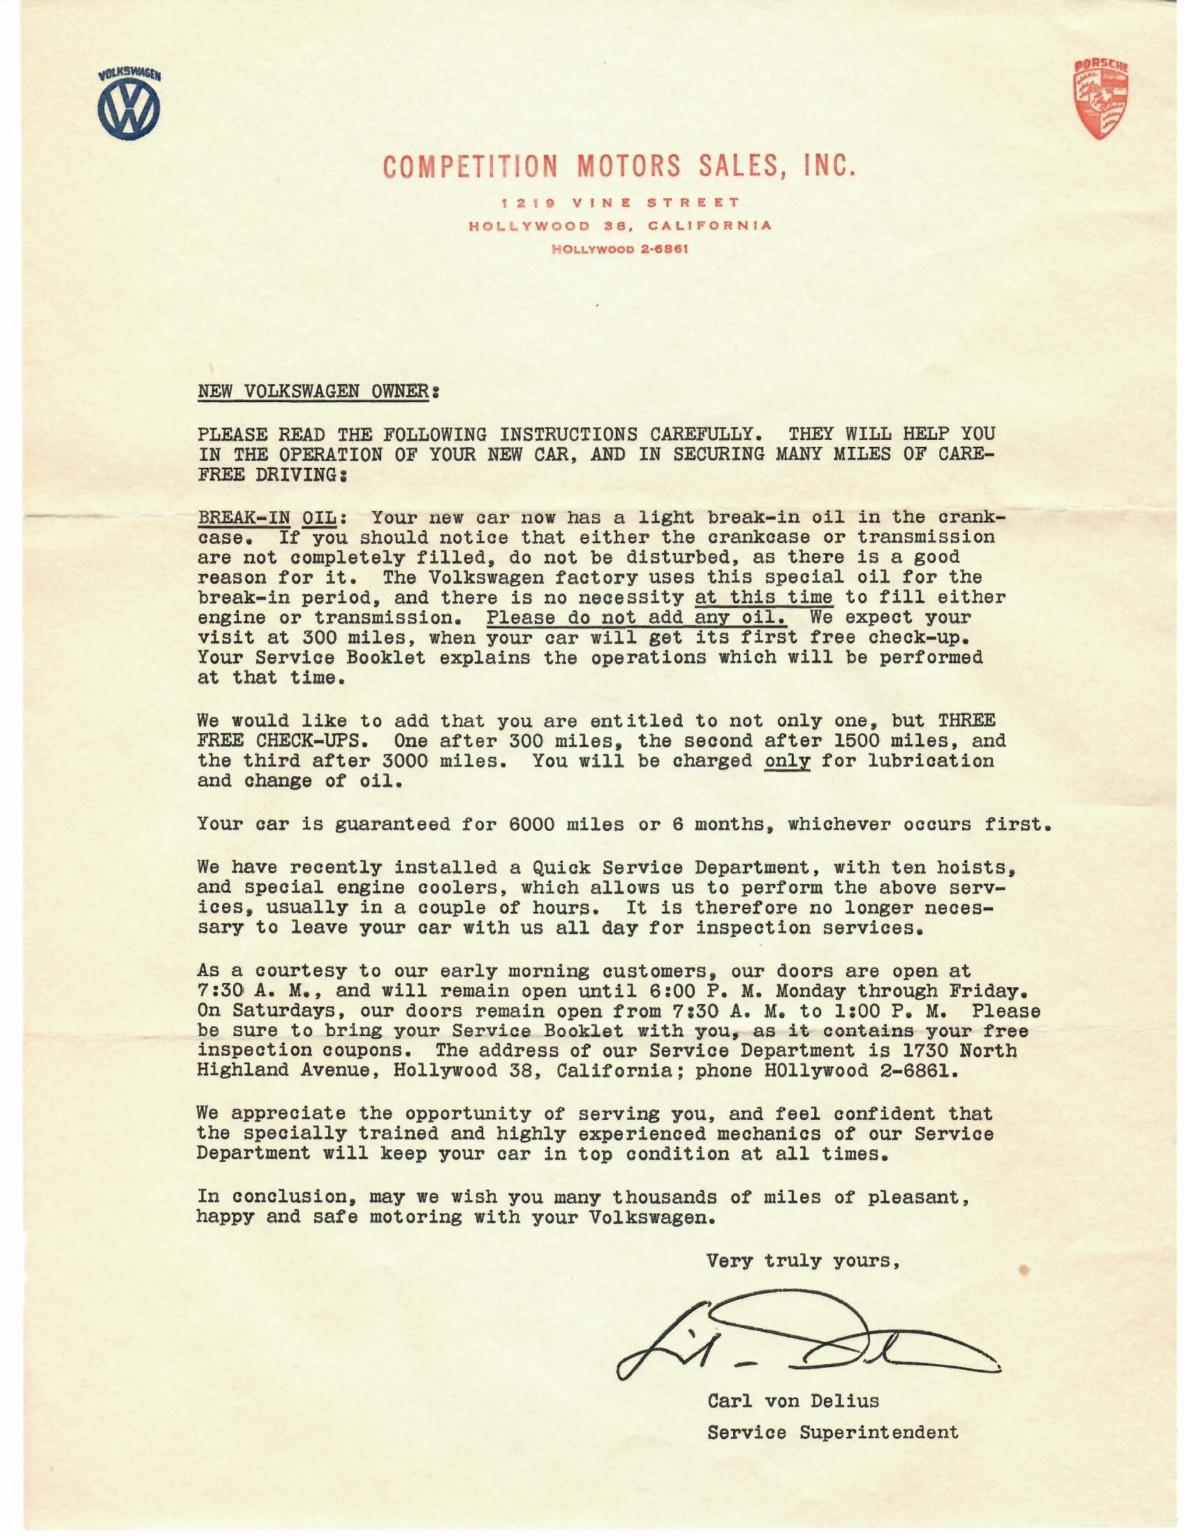 VOLKSWAGEN
PORSCHE
COMPETITION MOTORS SALES, INC.
1219 VINE STREET
HOLLYWOOD 38, CALIFORNIA
HOLLYWOOD 2-6861
NEW VOLKSWAGEN OWNER:
PLEASE READ THE FOLLOWING INSTRUCTIONS CAREFULLY. THEY WILL HELP YOU
IN THE OPERATION OF YOUR NEW CAR, AND IN SECURING MANY MILES OF CARE-
FREE DRIVING:
BREAK-IN OIL: Your new car now has a light break-in oil in the crank-
case. If you should notice that either the crankcase or transmission
are not completely filled, do not be disturbed, as there is a good
reason for it. The Volkswagen factory uses this special oil for the
break-in period, and there is no necessity at this time to fill either
engine or transmission. Please do not add any oil. We expect your
visit at 300 miles, when your car will get its first free check-up.
Your Service Booklet explains the operations which will be performed
at that time.
We would like to add that you are entitled to not only one, but THREE
FREE CHECK-UPS. One after 300 miles, the second after 1500 miles, and
the third after 3000 miles. You will be charged only for lubrication
and change of oil.
Your car is guaranteed for 6000 miles or 6 months, whichever occurs first.
We have recently installed a Quick Service Department, with ten hoists,
and special engine coolers, which allows us to perform the above serv-
ices, usually in a couple of hours. It is therefore no longer neces-
sary to leave your car with us all day for inspection services.
As a courtesy to our early morning customers, our doors are open at
7:30 A. M., and will remain open until 6:00 P. M. Monday through Friday.
On Saturdays, our doors remain open from 7:30 A. M. to 1:00 P. M. Please
be sure to bring your Service Booklet with you, as it contains your free
inspection coupons. The address of our Service Department is 1730 North
Highland Avenue, Hollywood 38, California; phone HOllywood 2-6861.
We appreciate the opportunity of serving you, and feel confident that
the specially trained and highly experienced mechanics of our Service
Department will keep your car in top condition at all times.
In conclusion, may we wish you many thousands of miles of pleasant,
happy and safe motoring with your Volkswagen.
Very truly yours,
Carl von Delius
Service Superintendent